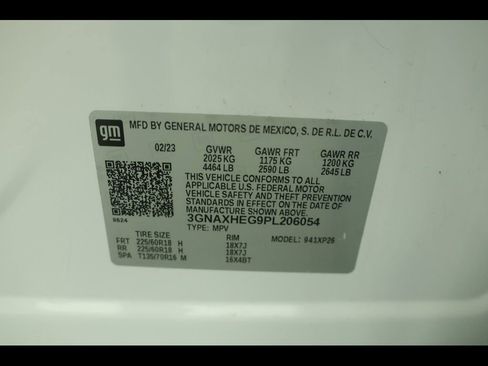 gm
MFD BY GENERAL MOTORS DE MEXICO, S. DE R.L. DE C.V.
02/23 GVWR GAWR FRT GAWR RR
2025 KG 1175 KG 1200 KG
4464 LB 2590 LB 2645 LB
THIS VEHICLE CONFORMS TO ALL
APPLICABLE U.S. FEDERAL MOTOR
VEHICLE SAFETY AND THEFT PREVENTION
STANDARDS IN EFFECT ON THE DATE OF
MANUFACTURE SHOWN ABOVE.
3GNAXHEG9PL206054
TYPE: MPV MODEL: 941XP26
9624
TIRE SIZE RIM
FRT 225/60R18 H 18X7J
RR 225/60R18 H 18X7J
SPA T135/70R16 M 16X4BT